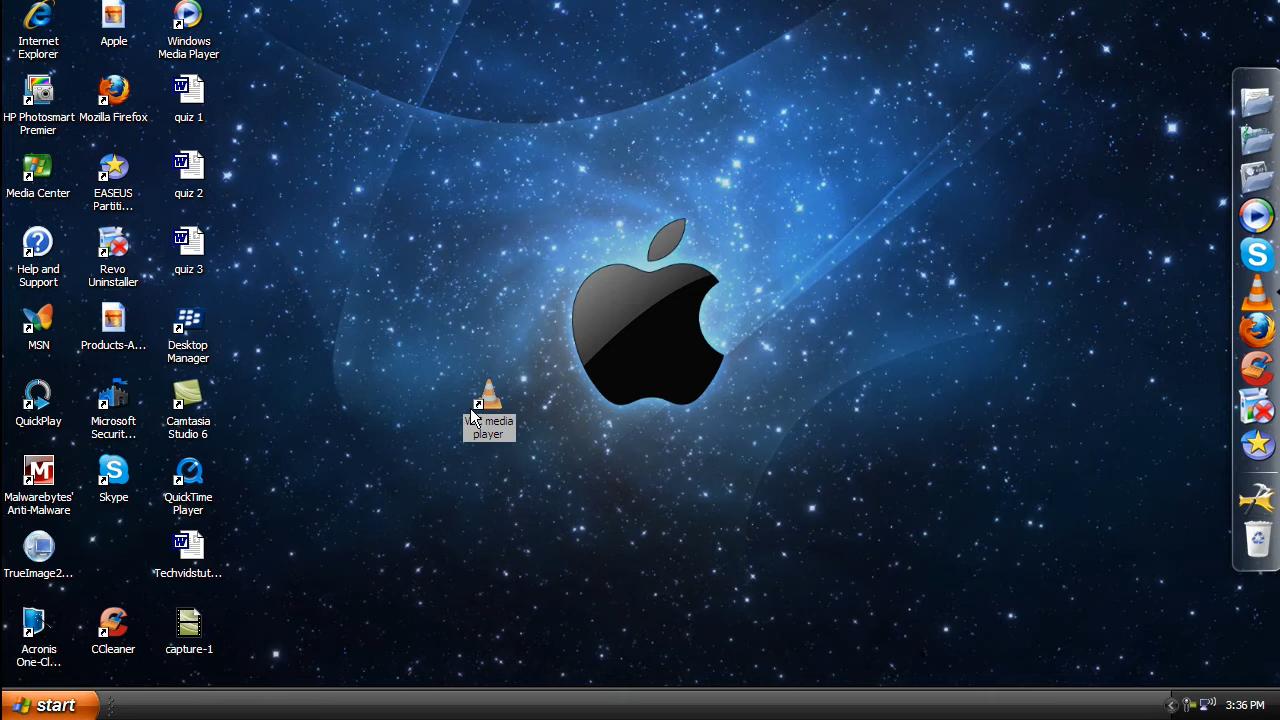 Internet
Explorer
Apple
Windows
Media Player
HP Photosmart
Premier
Mozilla Firefox
quiz 1
Media Center
EASEUS
Partiti...
quiz 2
Help and
Support
Revo
Uninstaller
quiz 3
MSN
Products-A...
Desktop
Manager
QuickPlay
Microsoft
Securit...
Camtasia
Studio 6
media
player
Malwarebytes'
Anti-Malware
Skype
QuickTime
Player
TrueImage2...
Techvidstut...
Acronis
One-Cl...
CCleaner
capture-1
start
3:36 PM